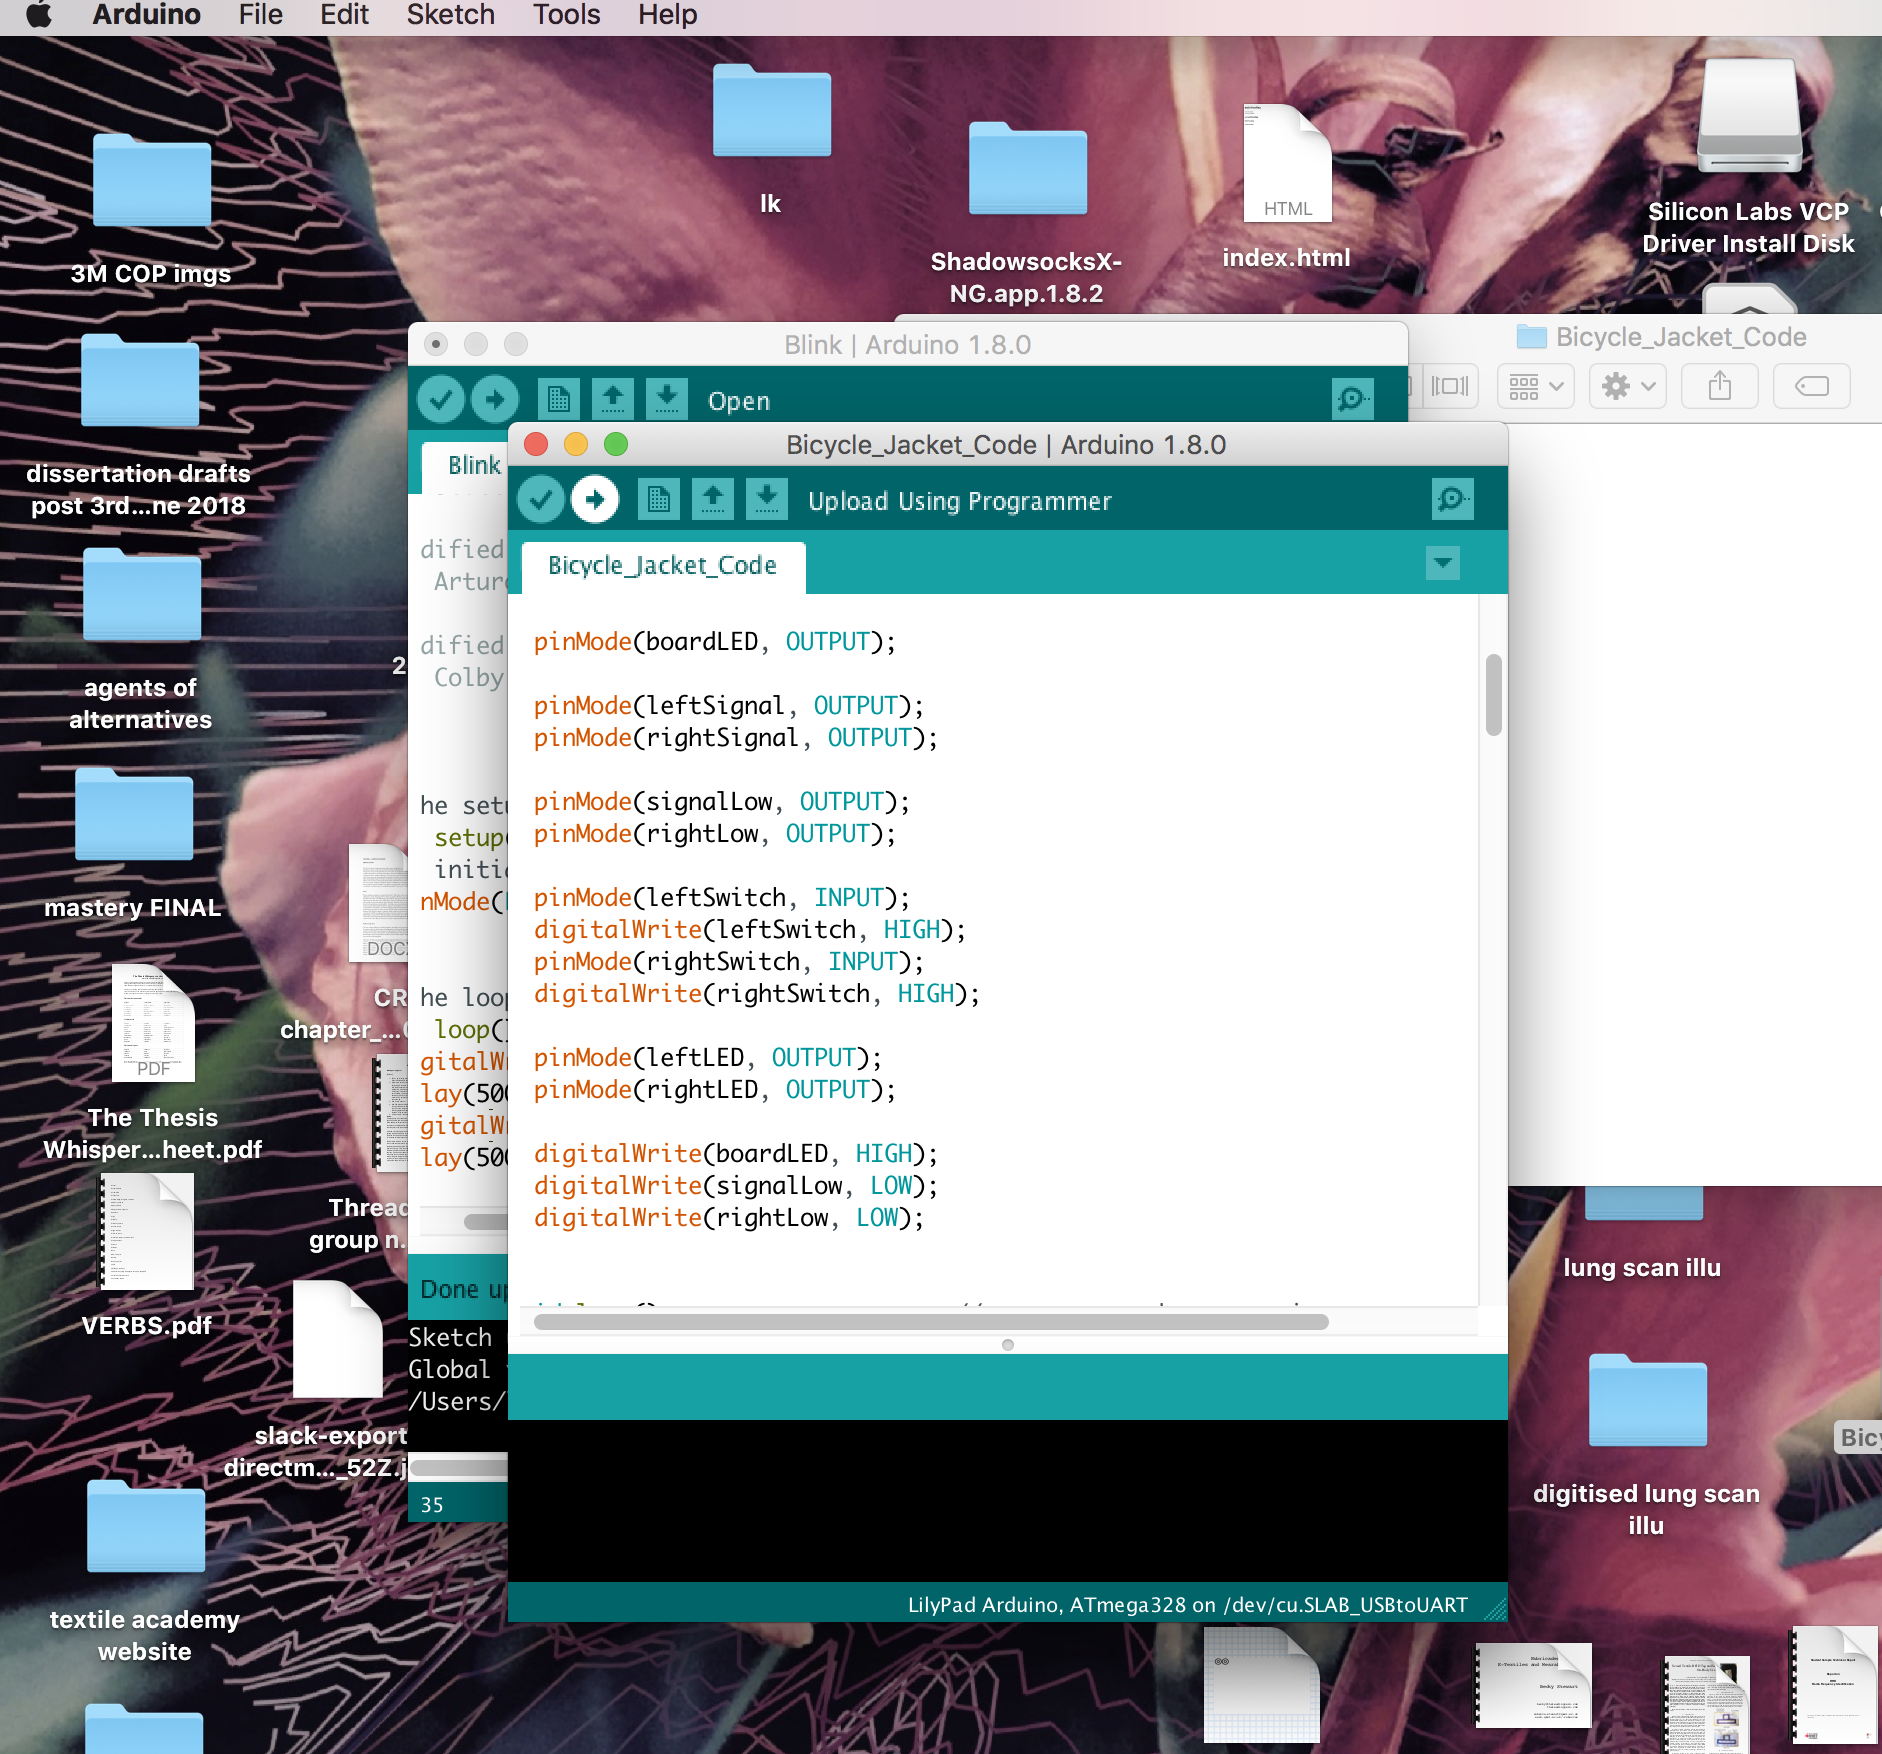 Arduino File Edit Sketch Tools Help
3M COP imgs
lk
ShadowsocksX-
NG.app.1.8.2
HTML
index.html
Silicon Labs VCP
Driver Install Disk
Bicycle_Jacket_Code
Blink | Arduino 1.8.0
Open
Blink
dified
Arturo
dified
Colby
he setu
setup(
initia
nMode(
he loop
loop()
gitalWr
lay(500
gitalWr
lay(500
Done up
Sketch
Global
/Users/
35
Bicycle_Jacket_Code | Arduino 1.8.0
Upload Using Programmer
Bicycle_Jacket_Code
pinMode(boardLED, OUTPUT);
pinMode(leftSignal, OUTPUT);
pinMode(rightSignal, OUTPUT);
pinMode(signalLow, OUTPUT);
pinMode(rightLow, OUTPUT);
pinMode(leftSwitch, INPUT);
digitalWrite(leftSwitch, HIGH);
pinMode(rightSwitch, INPUT);
digitalWrite(rightSwitch, HIGH);
pinMode(leftLED, OUTPUT);
pinMode(rightLED, OUTPUT);
digitalWrite(boardLED, HIGH);
digitalWrite(signalLow, LOW);
digitalWrite(rightLow, LOW);
LilyPad Arduino, ATmega328 on /dev/cu.SLAB_USBtoUART
dissertation drafts
post 3rd...ne 2018
agents of
alternatives
2
mastery FINAL
DOC
CR
chapter_...
PDF
The Thesis
Whisper...heet.pdf
Thread
group n.
VERBS.pdf
slack-export
directm..._52Z.j
textile academy
website
lung scan illu
Bicy
digitised lung scan
illu